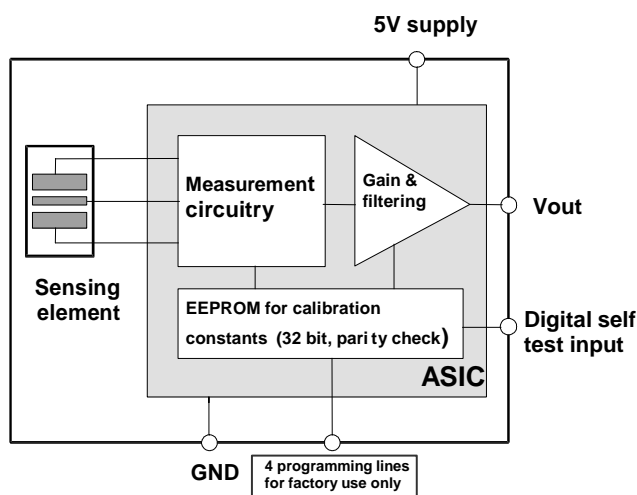 5V supply
Measurement
circuitry
Gain &
filtering
Vout
Sensing
element
EEPROM for calibration
constants (32 bit, pari ty check)
Digital self
test input
ASIC
GND
4 programming lines
for factory use only